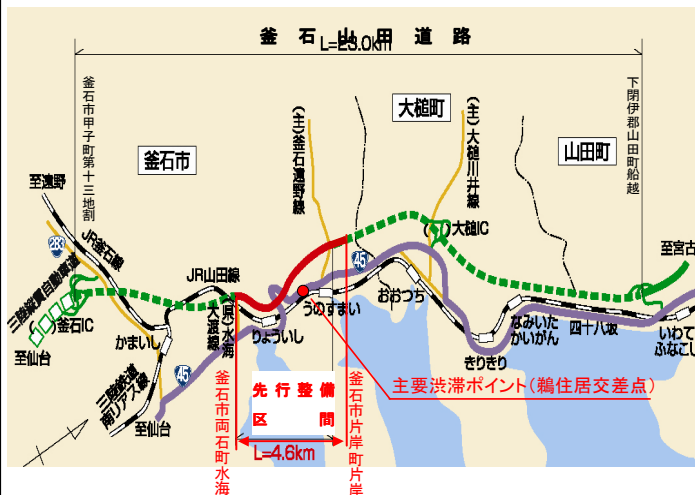 釜石山田道路
L=23.0km
釜石市甲子町第十三地割
下閉伊郡山田町船越
釜石市
大槌町
山田町
(主)釜石遠野線
(主)大槌川井線
至遠野
283
JR釜石線
三陸縦貫自動車道
釜石IC
至仙台
かまいし
JR山田線
(県)水海大渡線
りょういし
うのすまい
45
おおつち
大槌IC
きりきり
なみいた
かいがん
四十八坂
いわて
ふなこし
至宮古
三陸鉄道
南リアス線
45
至仙台
主要渋滞ポイント(鵜住居交差点)
先行整備
区間
L=4.6km
釜石市両石町水海
釜石市片岸町片岸